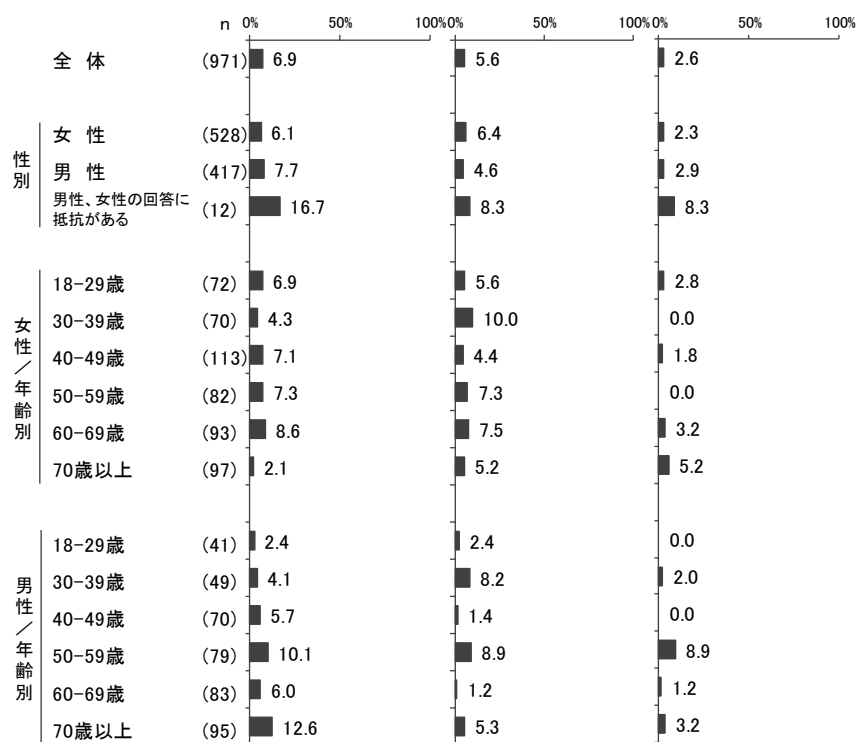 n 0% 50% 100% 0% 50% 100% 0% 50% 100%
全 体 (971) 6.9 5.6 2.6
性別
女 性 (528) 6.1 6.4 2.3
男 性 (417) 7.7 4.6 2.9
男性、女性の回答に
抵抗がある (12) 16.7 8.3 8.3
女性／年齢別
18-29歳 (72) 6.9 5.6 2.8
30-39歳 (70) 4.3 10.0 0.0
40-49歳 (113) 7.1 4.4 1.8
50-59歳 (82) 7.3 7.3 0.0
60-69歳 (93) 8.6 7.5 3.2
70歳以上 (97) 2.1 5.2 5.2
男性／年齢別
18-29歳 (41) 2.4 2.4 0.0
30-39歳 (49) 4.1 8.2 2.0
40-49歳 (70) 5.7 1.4 0.0
50-59歳 (79) 10.1 8.9 8.9
60-69歳 (83) 6.0 1.2 1.2
70歳以上 (95) 12.6 5.3 3.2